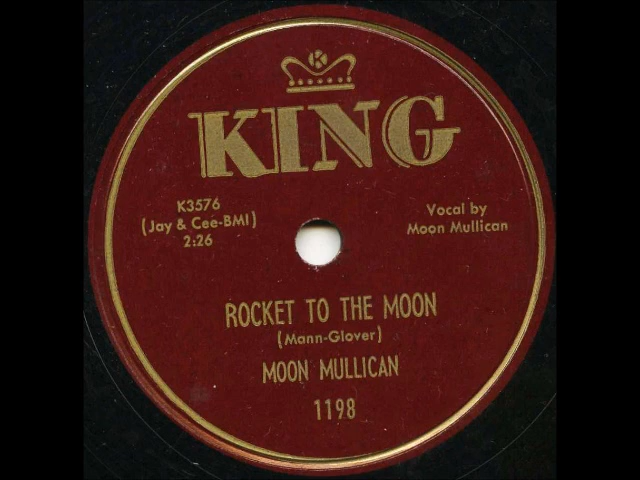 K
KING
K3576
(Jay & Cee-BMI)
2:26
Vocal by
Moon Mullican
ROCKET TO THE MOON
(Mann-Glover)
MOON MULLICAN
1198